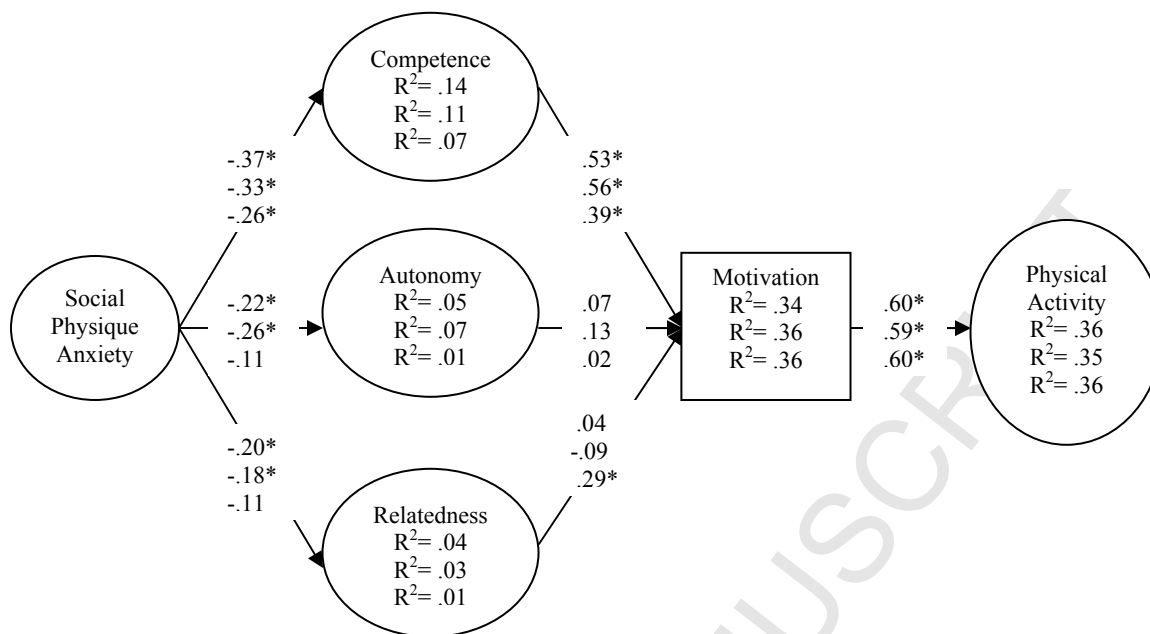 Competence
R²= .14
R²= .11
R²= .07
-.37*
-.33*
-.26*
.53*
.56*
.39*
Social
Physique
Anxiety
-.22*
-.26*
-.11
Autonomy
R²= .05
R²= .07
R²= .01
.07
.13
.02
Motivation
R²= .34
R²= .36
R²= .36
.60*
.59*
.60*
Physical
Activity
R²= .36
R²= .35
R²= .36
-.20*
-.18*
-.11
.04
-.09
.29*
Relatedness
R²= .04
R²= .03
R²= .01